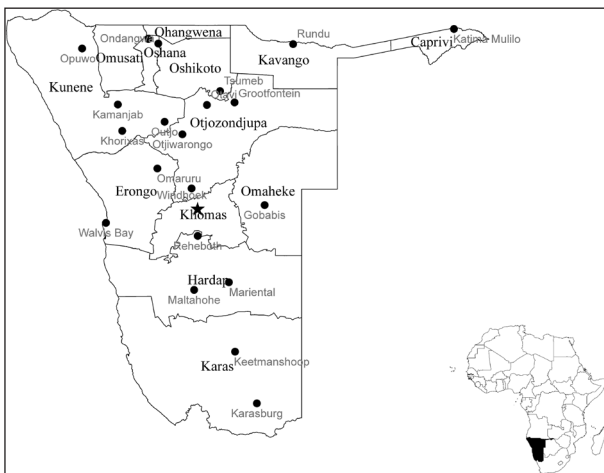 Ohangwena
Ondangwa
Oshana
Rundu
Caprivi
Katima Mulilo
Opuwo
Omusati
Kavango
Oshikoto
Kunene
Tsumeb
Grootfontein
Otavi
Kamanjab
Otjozondjupa
Outjo
Khorixas
Otjiwarongo
Omaruru
Erongo
Windhoek
Omaheke
Khomas
Gobabis
Walvis Bay
Reheboth
Hardap
Mariental
Maltahohe
Karas
Keetmanshoop
Karasburg